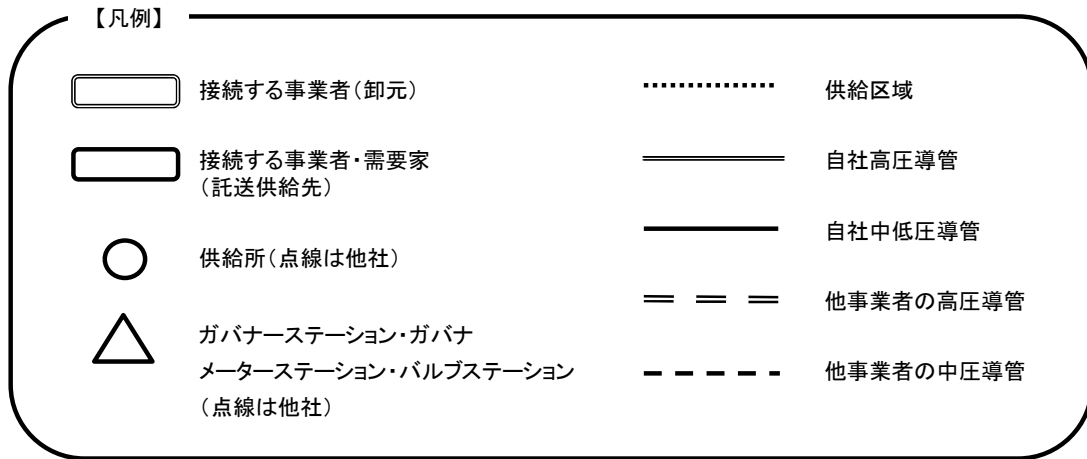 【凡例】
接続する事業者(卸元)
接続する事業者・需要家
(託送供給先)
供給所(点線は他社)
ガバナーステーション・ガバナ
メーターステーション・バルブステーション
(点線は他社)
供給区域
自社高圧導管
自社中低圧導管
他事業者の高圧導管
他事業者の中圧導管